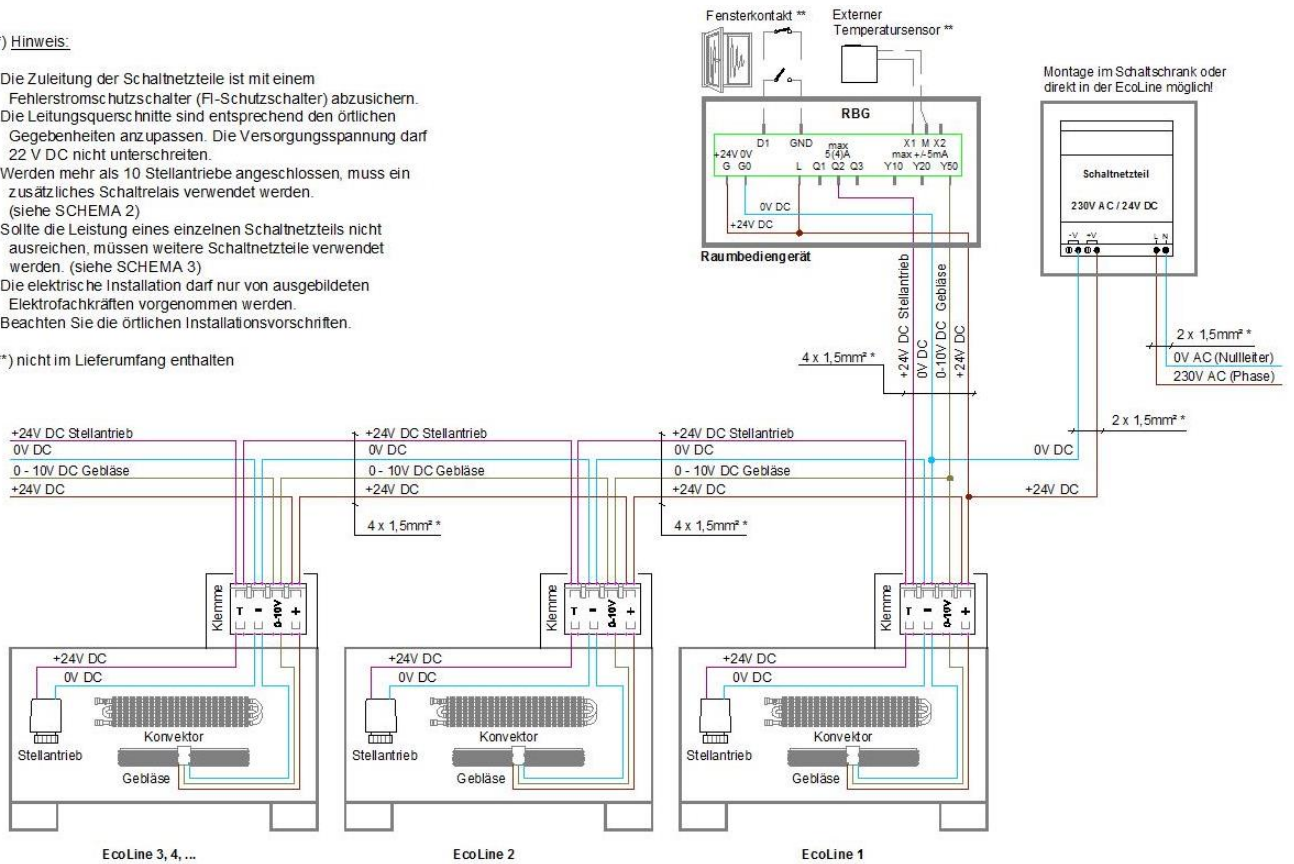 *) Hinweis:
Die Zuleitung der Schaltnetzteile ist mit einem
Fehlerstromschutzschalter (FI-Schutzschalter) abzusichern.
Die Leitungsquerschnitte sind entsprechend den örtlichen
Gegebenheiten anzupassen. Die Versorgungsspannung darf
22 V DC nicht unterschreiten.
Werden mehr als 10 Stellantriebe angeschlossen, muss ein
zusätzliches Schaltrelais verwendet werden.
(siehe SCHEMA 2)
Sollte die Leistung eines einzelnen Schaltnetzteils nicht
ausreichen, müssen weitere Schaltnetzteile verwendet
werden. (siehe SCHEMA 3)
Die elektrische Installation darf nur von ausgebildeten
Elektrofachkräften vorgenommen werden.
Beachten Sie die örtlichen Installationsvorschriften.
**) nicht im Lieferumfang enthalten
Fensterkontakt **
Externer
Temperatursensor **
RBG
D1 GND max X1 M X2
+24V 0V 5(4)A max +/-5mA
G G0 L Q1 Q2 Q3 Y10 Y20 Y50
0V DC
+24V DC
Raumbediengerät
Montage im Schaltschrank oder
direkt in der EcoLine möglich!
Schaltnetzteil
230V AC / 24V DC
-V +V L N
2 x 1,5mm² *
0V AC (Nullleiter)
230V AC (Phase)
2 x 1,5mm² *
0V DC
+24V DC
4 x 1,5mm² *
+24V DC Stellantrieb
0V DC
0-10V DC Gebläse
+24V DC
+24V DC Stellantrieb
0V DC
0 - 10V DC Gebläse
+24V DC
+24V DC Stellantrieb
0V DC
0 - 10V DC Gebläse
+24V DC
4 x 1,5mm² *
+24V DC Stellantrieb
0V DC
0 - 10V DC Gebläse
+24V DC
4 x 1,5mm² *
Klemme
T - 0-10V +
+24V DC
0V DC
Konvektor
Stellantrieb
Gebläse
EcoLine 3, 4, ...
Klemme
T - 0-10V +
+24V DC
0V DC
Konvektor
Stellantrieb
Gebläse
EcoLine 2
Klemme
T - 0-10V +
+24V DC
0V DC
Konvektor
Stellantrieb
Gebläse
EcoLine 1